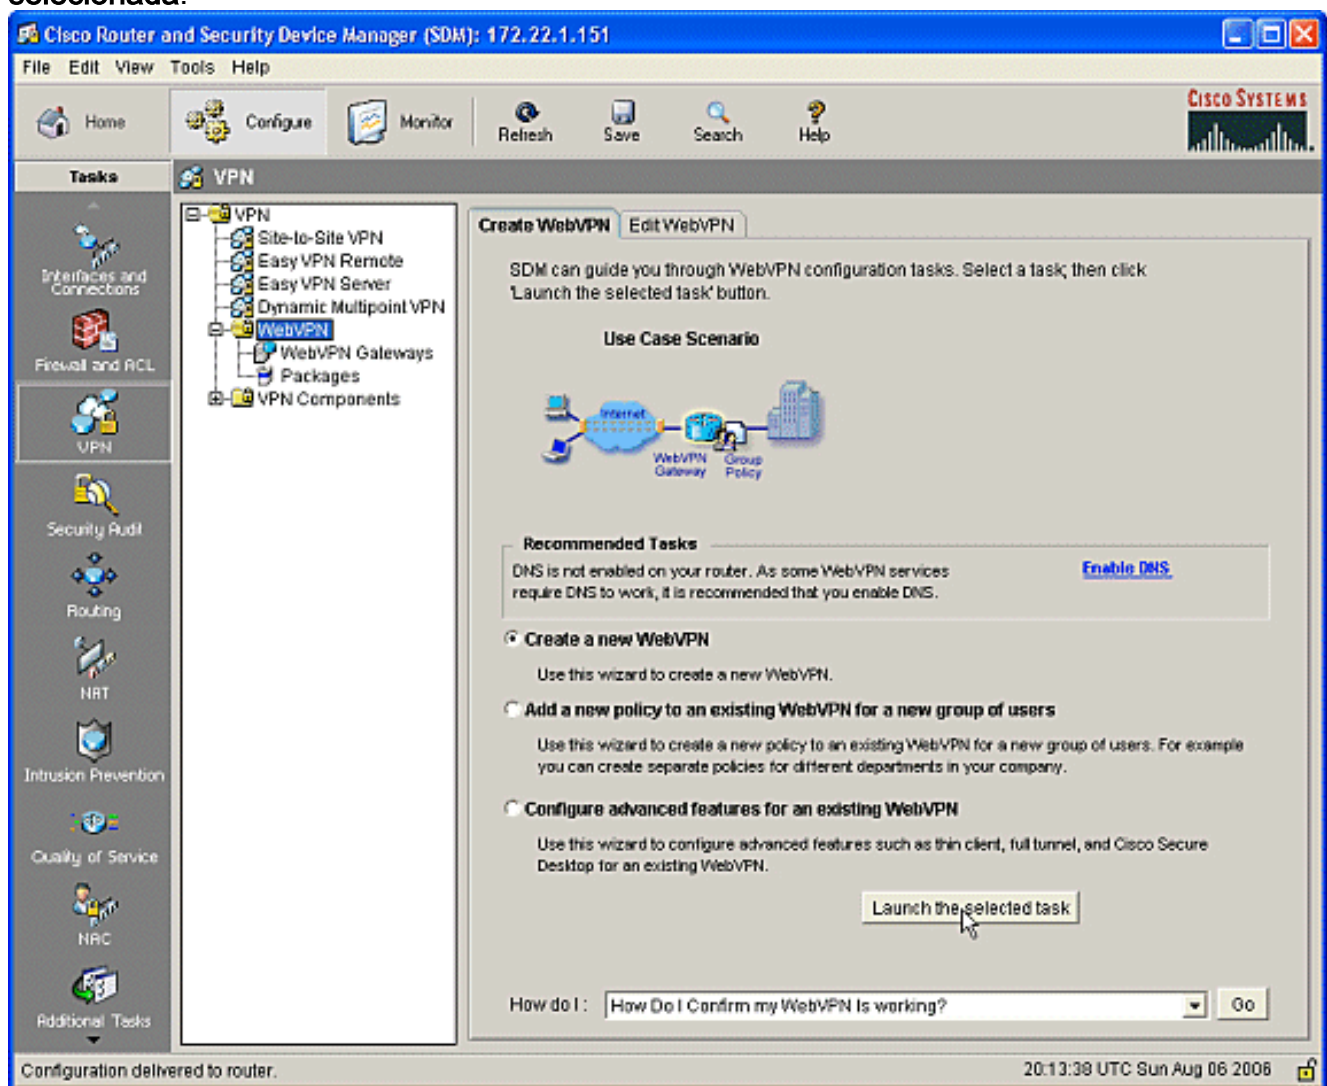 selecionada.
Cisco Router and Security Device Manager (SDM): 172.22.1.151
File Edit View Tools Help
Home Configure Monitor Refresh Save Search Help
CISCO SYSTEMS
Tasks
VPN
Interfaces and
Connections
Firewall and ACL
VPN
Security Audit
Routing
NAT
Intrusion Prevention
Quality of Service
NAC
Additional Tasks
VPN
Site-to-Site VPN
Easy VPN Remote
Easy VPN Server
Dynamic Multipoint VPN
WebVPN
WebVPN Gateways
Packages
VPN Components
Create WebVPN Edit WebVPN
SDM can guide you through WebVPN configuration tasks. Select a task; then click
'Launch the selected task' button.
Use Case Scenario
Internet
WebVPN
Gateway
Group
Policy
Recommended Tasks
DNS is not enabled on your router. As some WebVPN services
require DNS to work, it is recommended that you enable DNS.
Enable DNS
Create a new WebVPN
Use this wizard to create a new WebVPN.
Add a new policy to an existing WebVPN for a new group of users
Use this wizard to create a new policy to an existing WebVPN for a new group of users. For example
you can create separate policies for different departments in your company.
Configure advanced features for an existing WebVPN
Use this wizard to configure advanced features such as thin client, full tunnel, and Cisco Secure
Desktop for an existing WebVPN.
Launch the selected task
How do I : How Do I Confirm my WebVPN Is working? Go
Configuration delivered to router.
20:13:38 UTC Sun Aug 06 2006